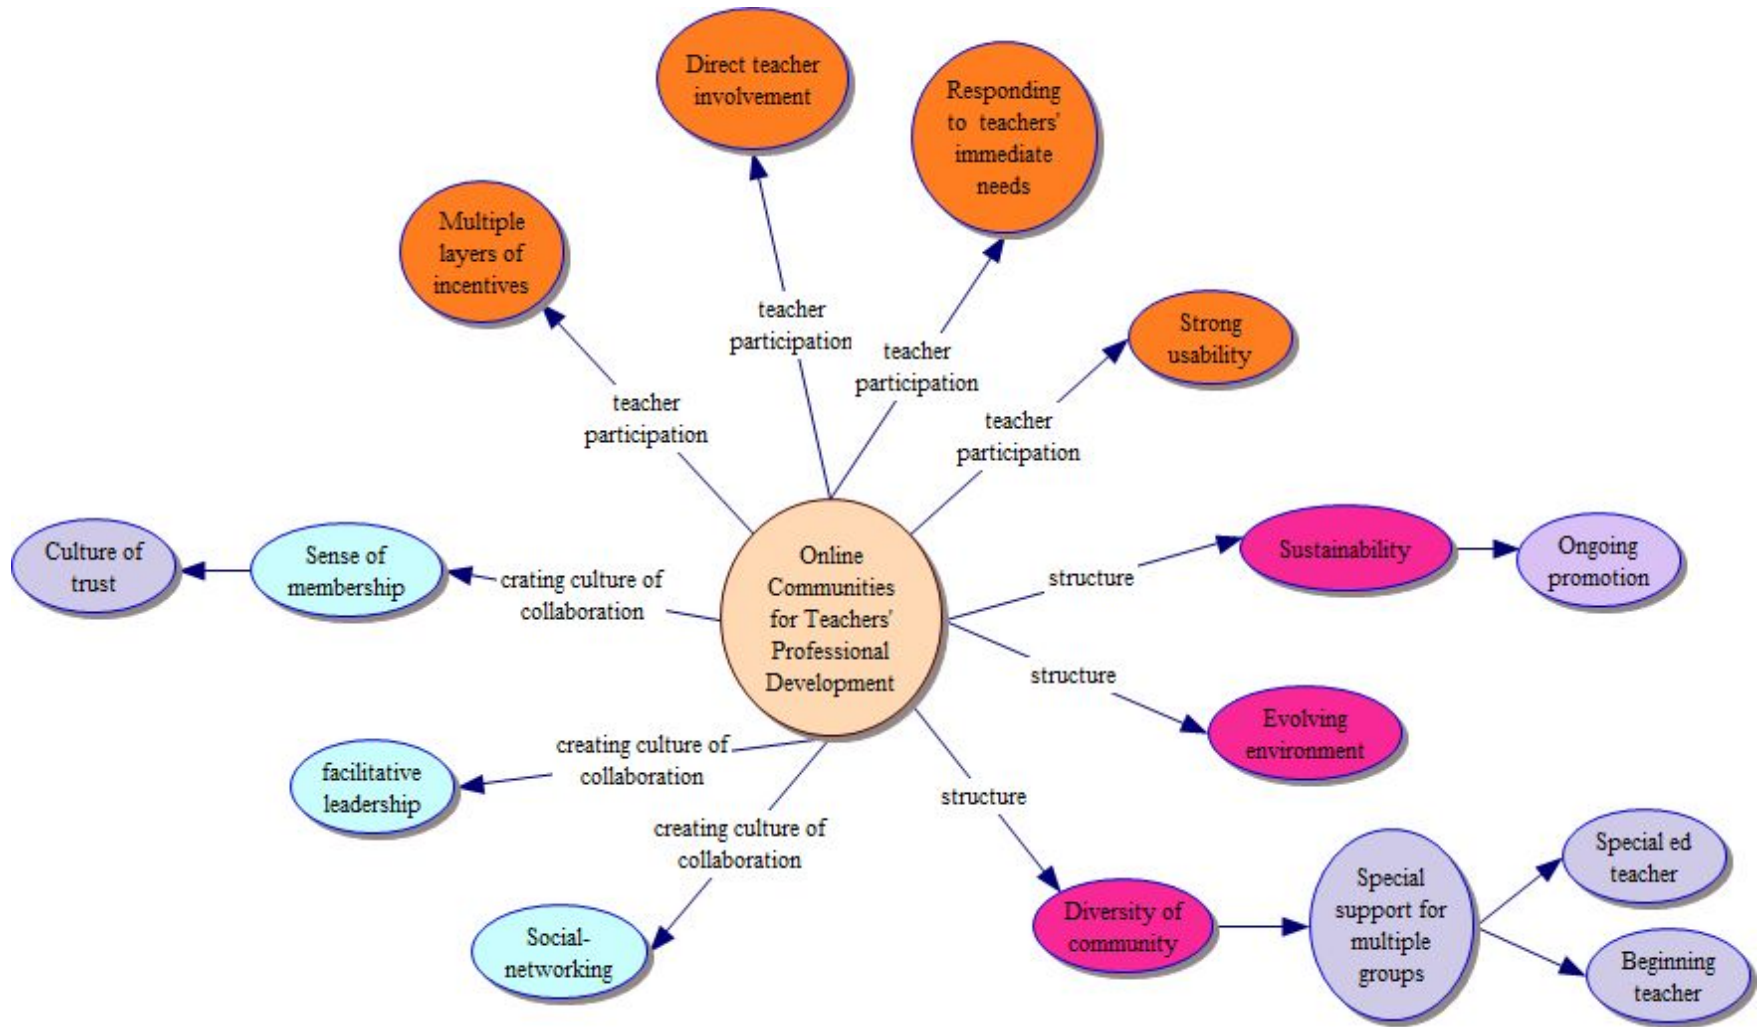 Direct teacher
involvement
Responding
to teachers'
immediate
needs
Multiple
layers of
incentives
Strong
usability
teacher
participation
teacher
participation
teacher
participation
teacher
participation
Culture of
trust
Sense of
membership
crating culture of
collaboration
Online
Communities
for Teachers'
Professional
Development
structure
Sustainability
Ongoing
promotion
structure
Evolving
environment
creating culture of
collaboration
facilitative
leadership
creating culture of
collaboration
Social-
networking
structure
Diversity of
community
Special
support for
multiple
groups
Special ed
teacher
Beginning
teacher